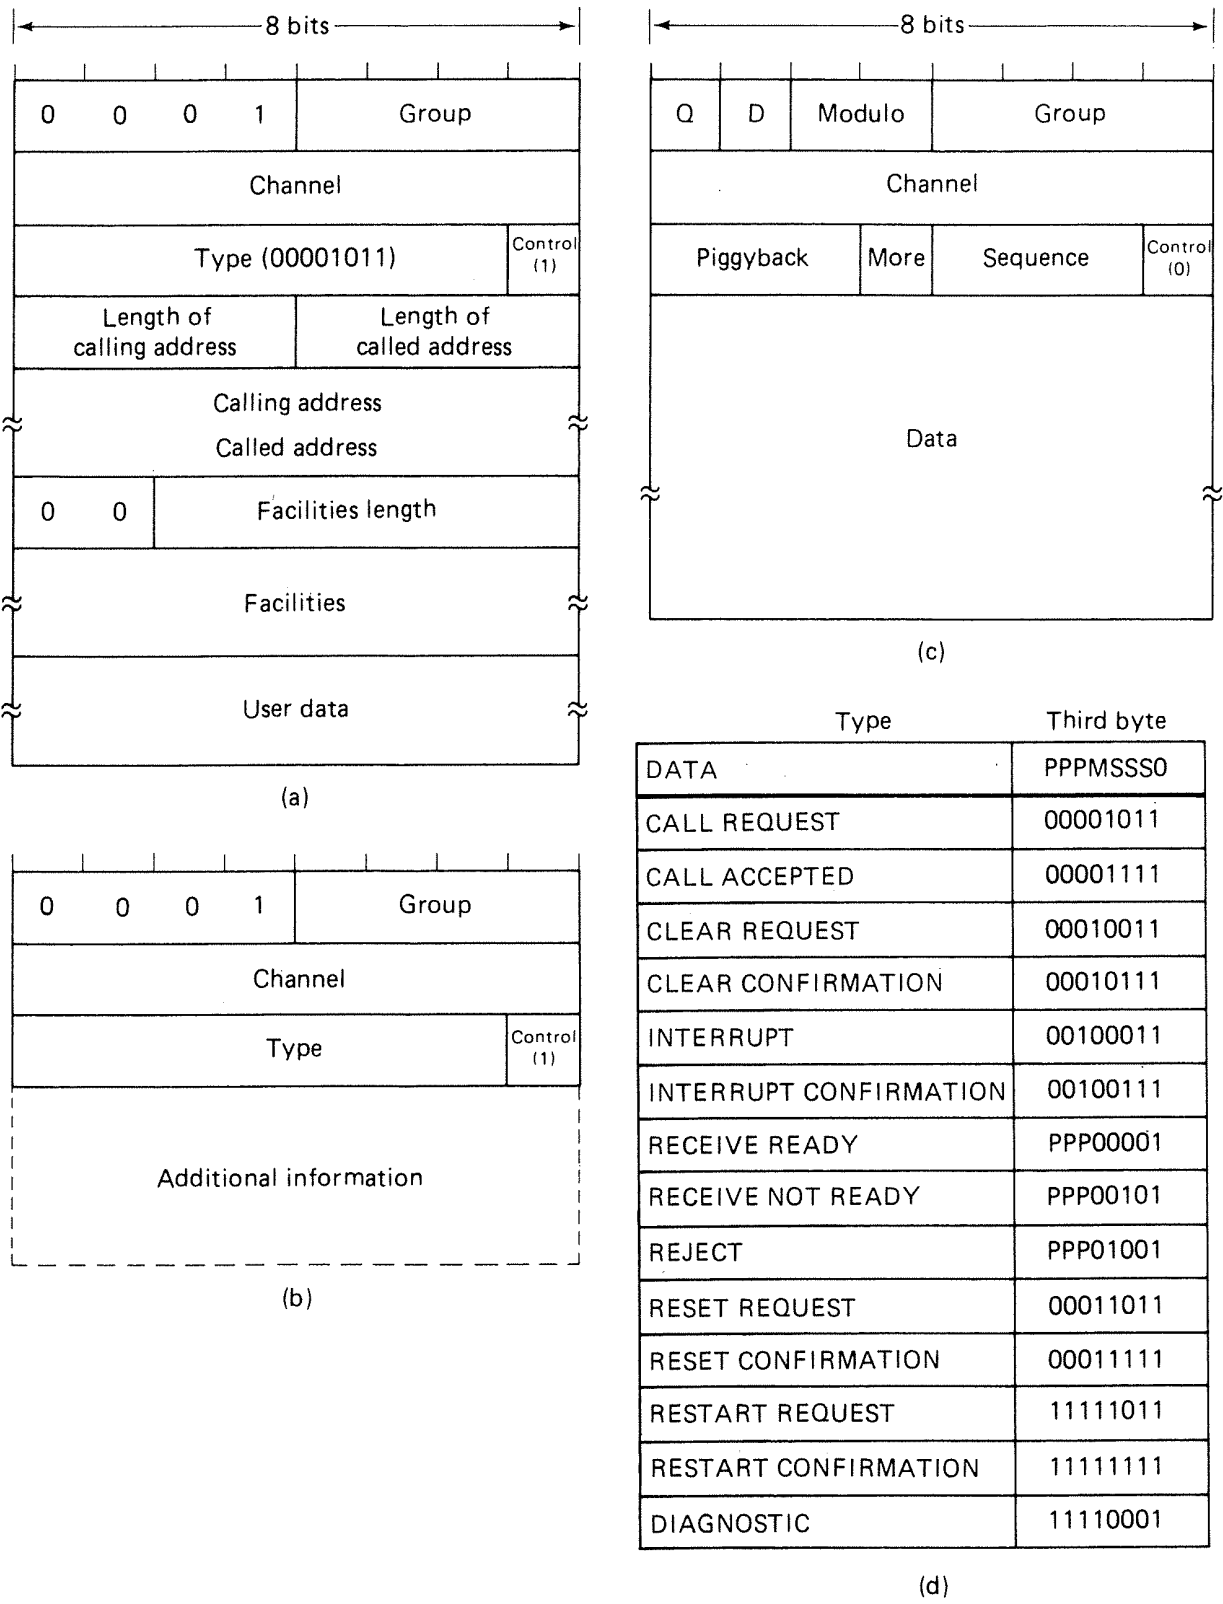 8 bits
0 0 0 1 Group
Channel
Type (00001011) Control (1)
Length of calling address Length of called address
Calling address
Called address
0 0 Facilities length
Facilities
User data
(a)
0 0 0 1 Group
Channel
Type Control (1)
Additional information
(b)
8 bits
Q D Modulo Group
Channel
Piggyback More Sequence Control (0)
Data
(c)
Type Third byte
DATA PPPMSSS0
CALL REQUEST 00001011
CALL ACCEPTED 00001111
CLEAR REQUEST 00010011
CLEAR CONFIRMATION 00010111
INTERRUPT 00100011
INTERRUPT CONFIRMATION 00100111
RECEIVE READY PPP00001
RECEIVE NOT READY PPP00101
REJECT PPP01001
RESET REQUEST 00011011
RESET CONFIRMATION 00011111
RESTART REQUEST 11111011
RESTART CONFIRMATION 11111111
DIAGNOSTIC 11110001
(d)